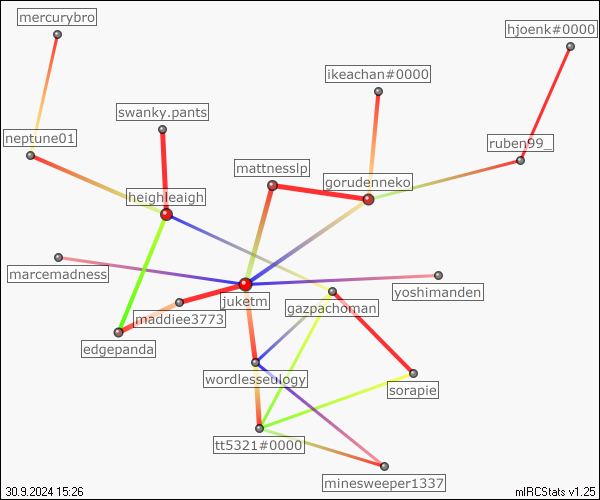 mercurybro
hjoenk#0000
ikeachan#0000
swanky.pants
neptune01
ruben99_
mattnesslp
gorudenneko
heighleaigh
marcemadness
yoshimanden
juketm
gazpachoman
maddiee3773
edgepanda
wordlesseulogy
sorapie
tt5321#0000
minesweeper1337
30.9.2024 15:26
mIRCStats v1.25